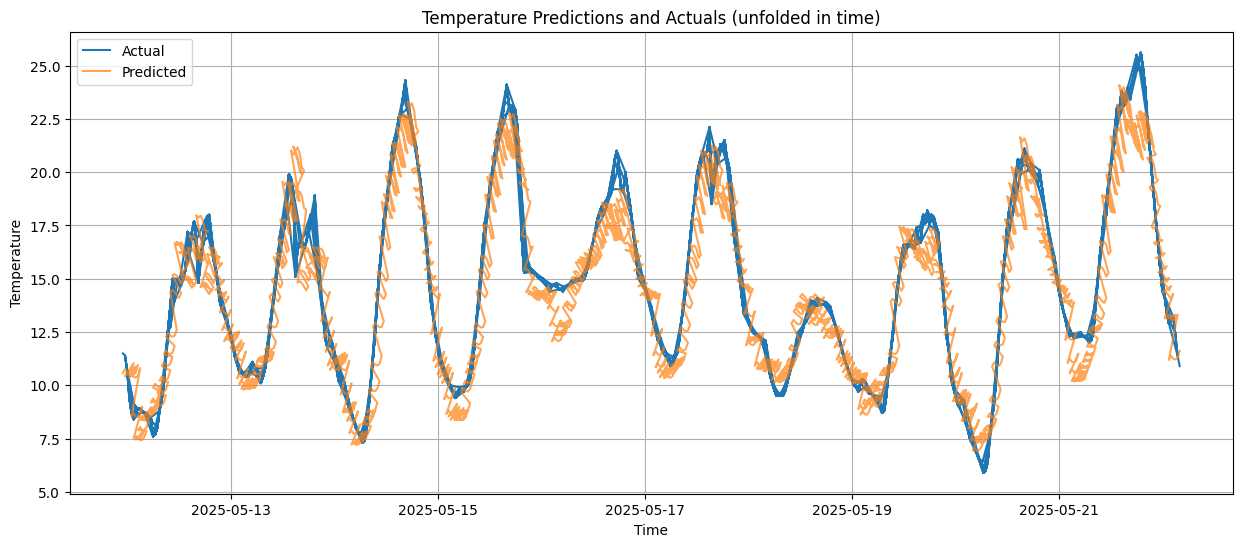 Temperature Predictions and Actuals (unfolded in time)
Actual
Predicted
Temperature
25.0
22.5
20.0
17.5
15.0
12.5
10.0
7.5
5.0
2025-05-13
2025-05-15
2025-05-17
2025-05-19
2025-05-21
Time